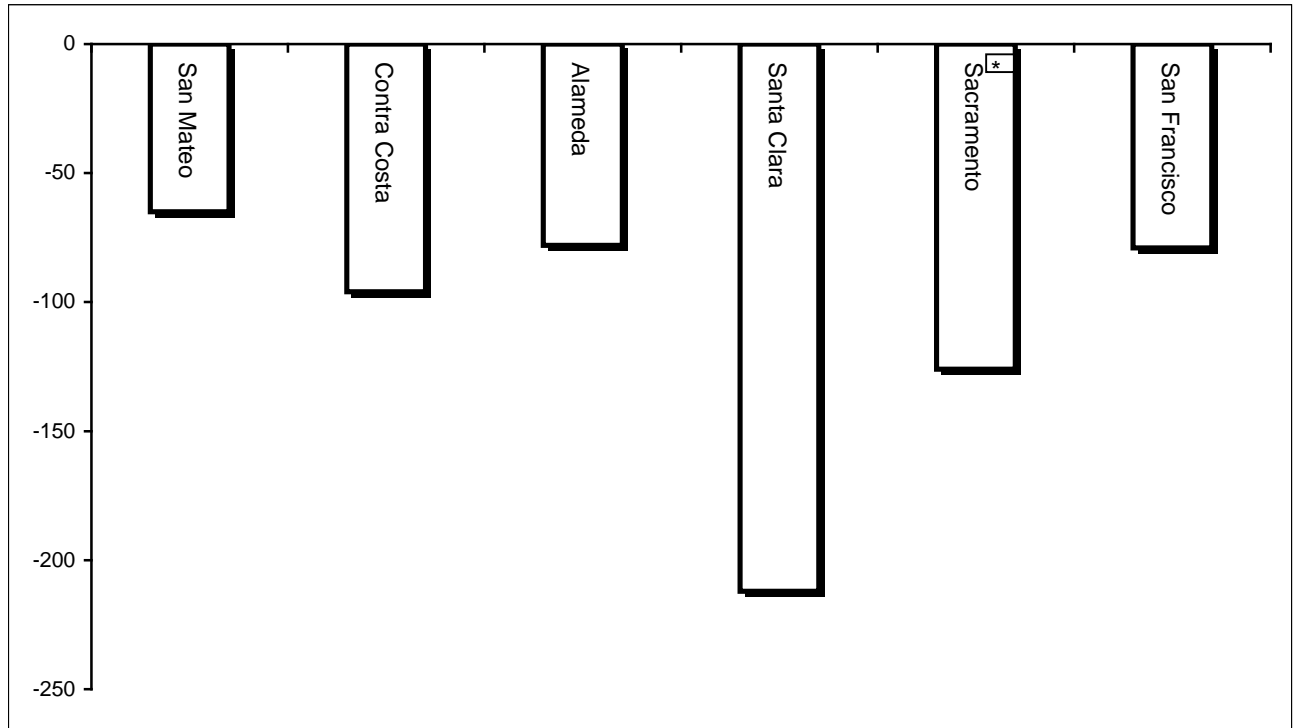 0
-50
-100
-150
-200
-250
San Mateo
Contra Costa
Alameda
Santa Clara
Sacramento
*
San Francisco